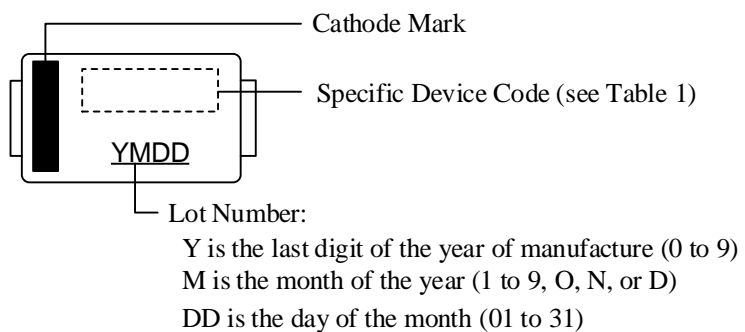 Cathode Mark
Specific Device Code (see Table 1)
YMDD
Lot Number:
Y is the last digit of the year of manufacture (0 to 9)
M is the month of the year (1 to 9, O, N, or D)
DD is the day of the month (01 to 31)